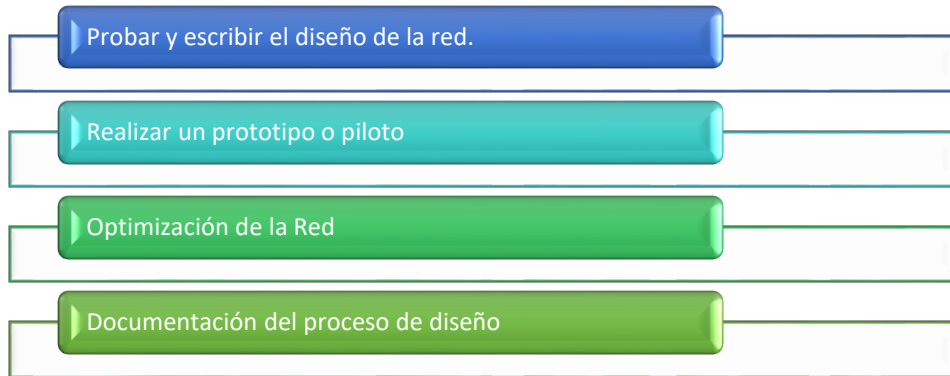 Probar y escribir el diseño de la red.
Realizar un prototipo o piloto
Optimización de la Red
Documentación del proceso de diseño